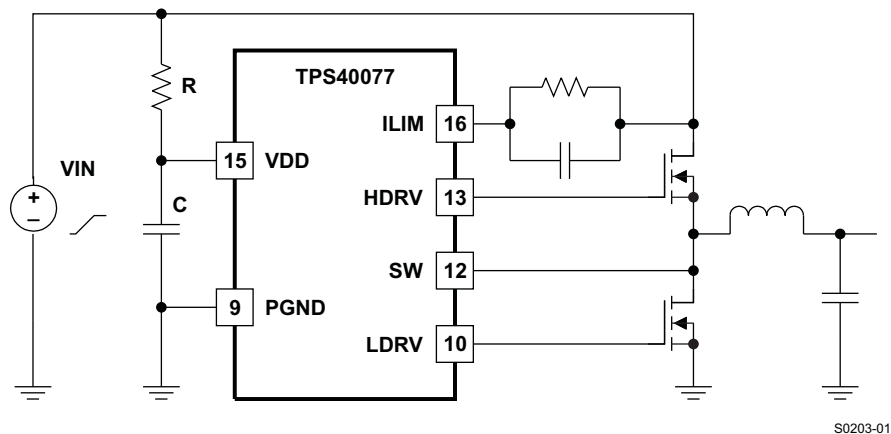 TPS40077
R
ILIM
16
15
VDD
VIN
+
−
C
HDRV
13
SW
12
9
PGND
LDRV
10
S0203-01